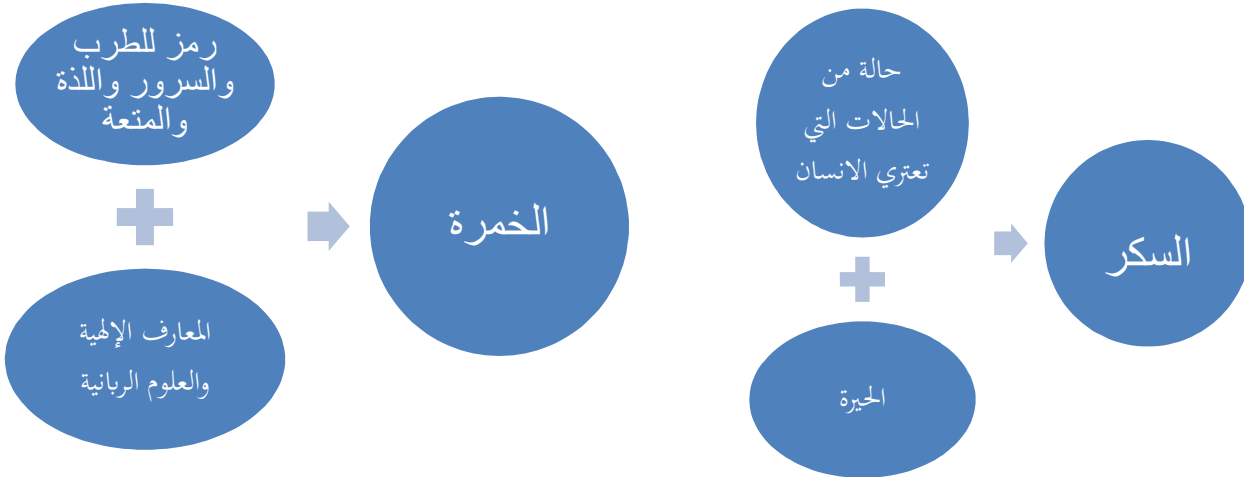 رمز للطرب
والسرور واللذة
والمتعة
المعارف الإلهية
والعلوم الربانية
الخمرة
حالة من
الحالات التي
تعتري الانسان
الحيرة
السكر